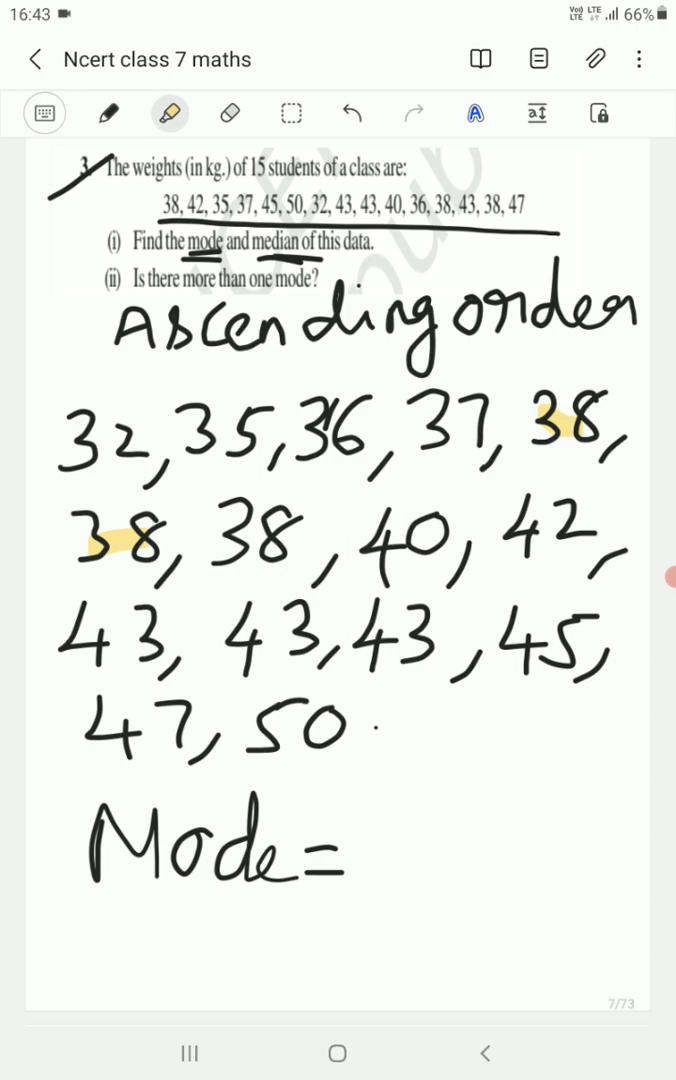 16:43 Vo)) LTE LTE 66%
Ncert class 7 maths
3. The weights (in kg.) of 15 students of a class are:
38, 42, 35, 37, 45, 50, 32, 43, 43, 40, 36, 38, 43, 38, 47
(i) Find the mode and median of this data.
(ii) Is there more than one mode?
Ascending order
32, 35, 36, 37, 38,
38, 38, 40, 42,
43, 43, 43, 45,
47, 50.
Mode=
7/73